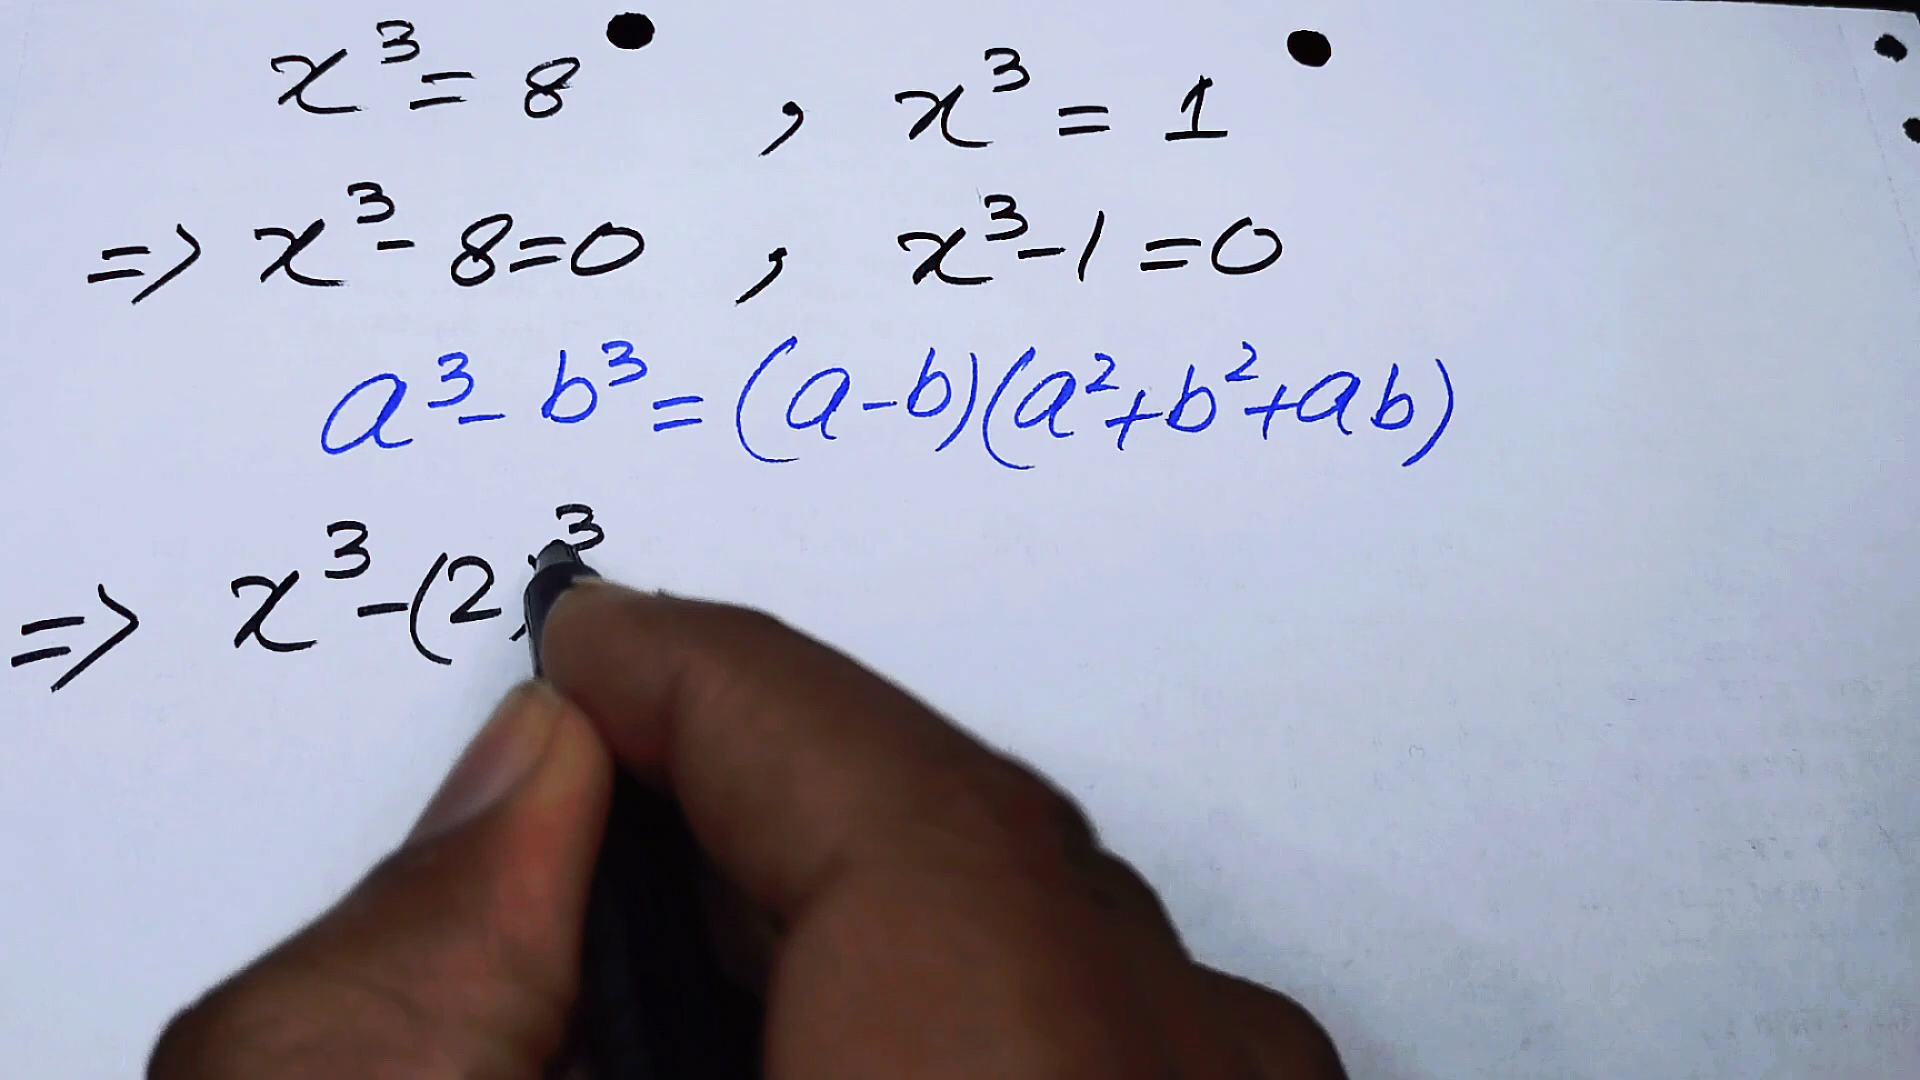 x³ = 8 , x³ = 1
=> x³ - 8 = 0 , x³ - 1 = 0
a³ - b³ = (a - b)(a² + b² + ab)
=> x³ - (2)³